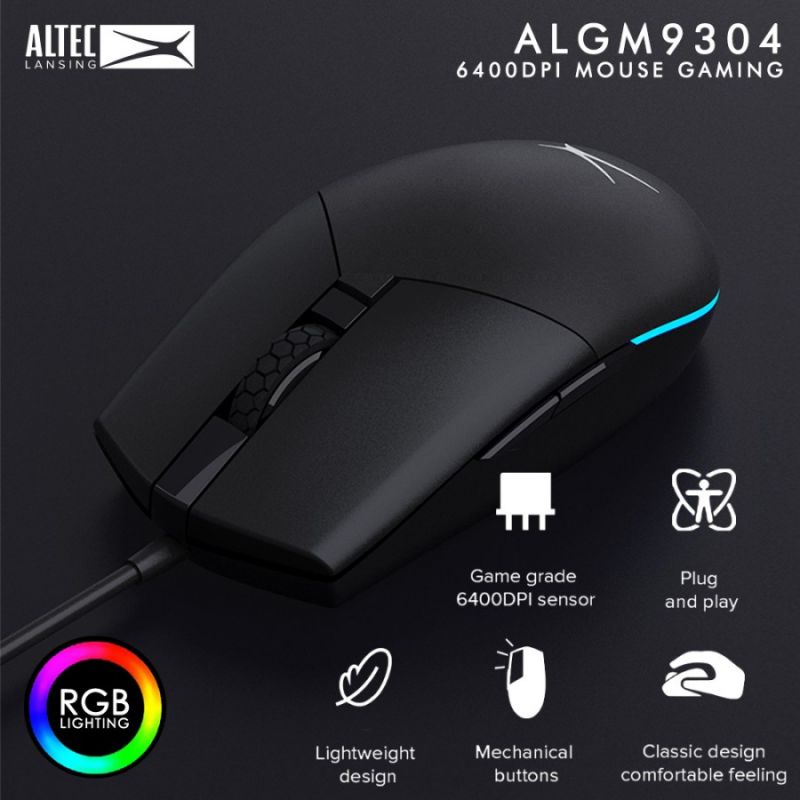 ALTEC
LANSING
ALGM9304
6400DPI MOUSE GAMING
Game grade
6400DPI sensor
Plug
and play
RGB
LIGHTING
Lightweight
design
Mechanical
buttons
Classic design
comfortable feeling